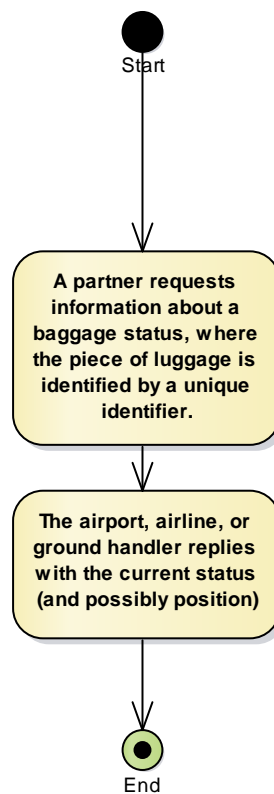 Start
A partner requests
information about a
baggage status, where
the piece of luggage is
identified by a unique
identifier.
The airport, airline, or
ground handler replies
with the current status
(and possibly position)
End